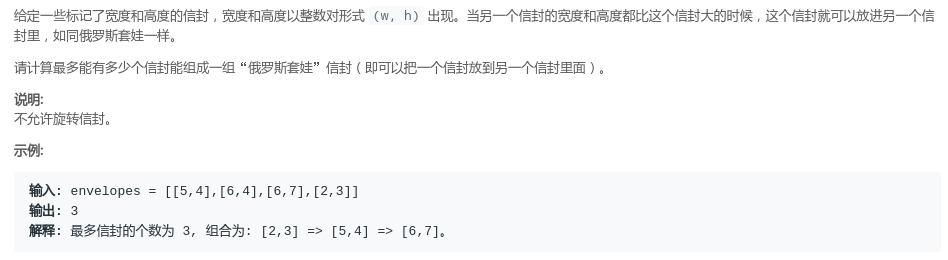 给定一些标记了宽度和高度的信封，宽度和高度以整数对形式 (w, h) 出现。当另一个信封的宽度和高度都比这个信封大的时候，这个信封就可以放进另一个信
封里，如同俄罗斯套娃一样。
请计算最多能有多少个信封能组成一组“俄罗斯套娃”信封（即可以把一个信封放到另一个信封里面）。
说明:
不允许旋转信封。
示例:
输入: envelopes = [[5,4],[6,4],[6,7],[2,3]]
输出: 3
解释: 最多信封的个数为 3, 组合为: [2,3] => [5,4] => [6,7]。